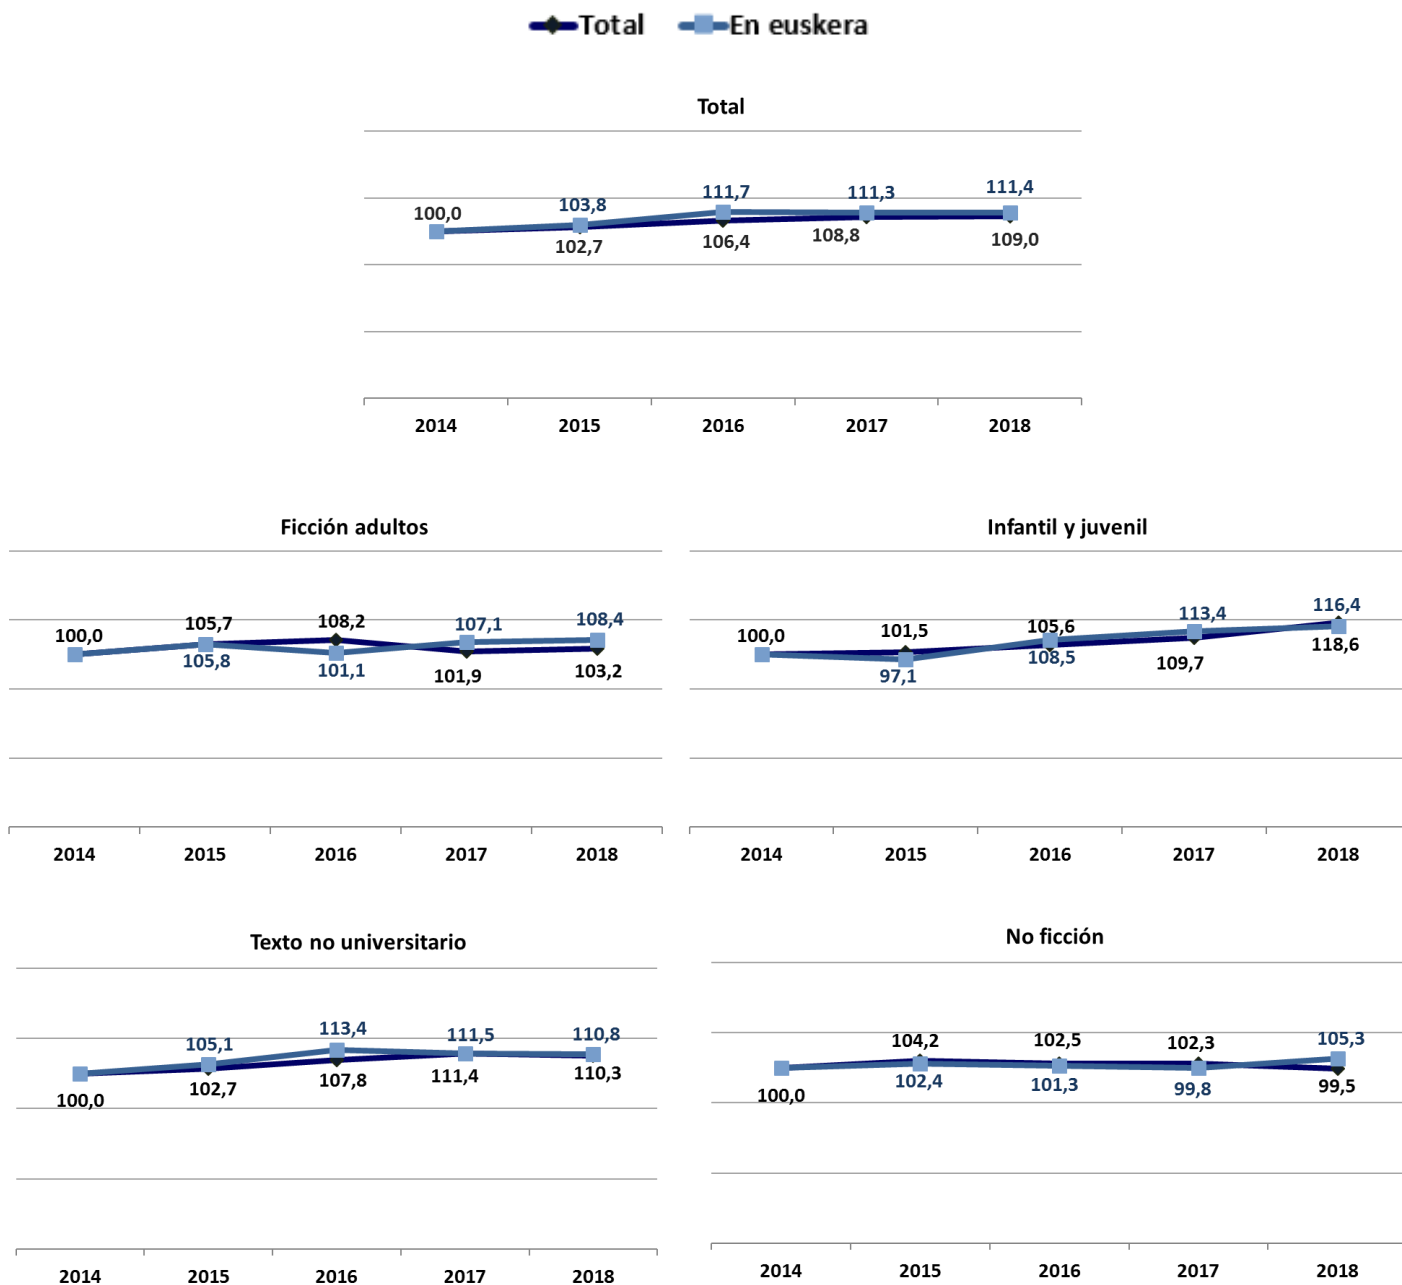 Total En euskera
Total
111,7 111,3 111,4
100,0 103,8
102,7 106,4 108,8 109,0
2014 2015 2016 2017 2018
Ficción adultos
100,0 105,7 108,2 107,1 108,4
105,8 101,1 101,9 103,2
2014 2015 2016 2017 2018
Infantil y juvenil
100,0 101,5 105,6 113,4 116,4
97,1 108,5 109,7 118,6
2014 2015 2016 2017 2018
Texto no universitario
105,1 113,4 111,5 110,8
100,0 102,7 107,8 111,4 110,3
2014 2015 2016 2017 2018
No ficción
104,2 102,5 102,3 105,3
100,0 102,4 101,3 99,8 99,5
2014 2015 2016 2017 2018